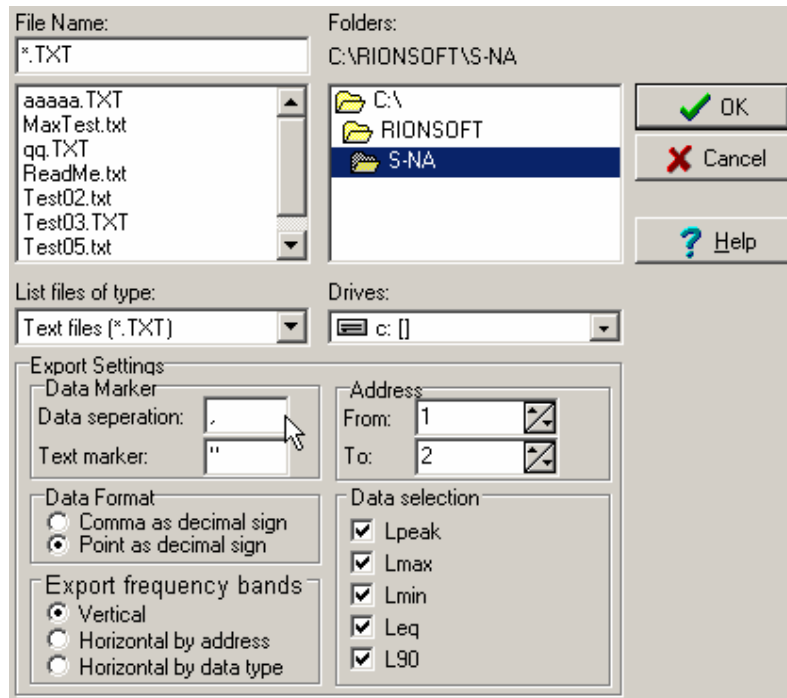 File Name:
*.TXT
aaaaa.TXT
MaxTest.txt
qq.TXT
ReadMe.txt
Test02.txt
Test03.TXT
Test05.txt
Folders:
C:\RIONSOFT\S-NA
C:\
RIONSOFT
S-NA
OK
Cancel
Help
List files of type:
Text files (*.TXT)
Drives:
c: []
Export Settings
Data Marker
Data seperation: ,
Text marker: "
Address
From: 1
To: 2
Data Format
Comma as decimal sign
Point as decimal sign
Export frequency bands
Vertical
Horizontal by address
Horizontal by data type
Data selection
Lpeak
Lmax
Lmin
Leq
L90